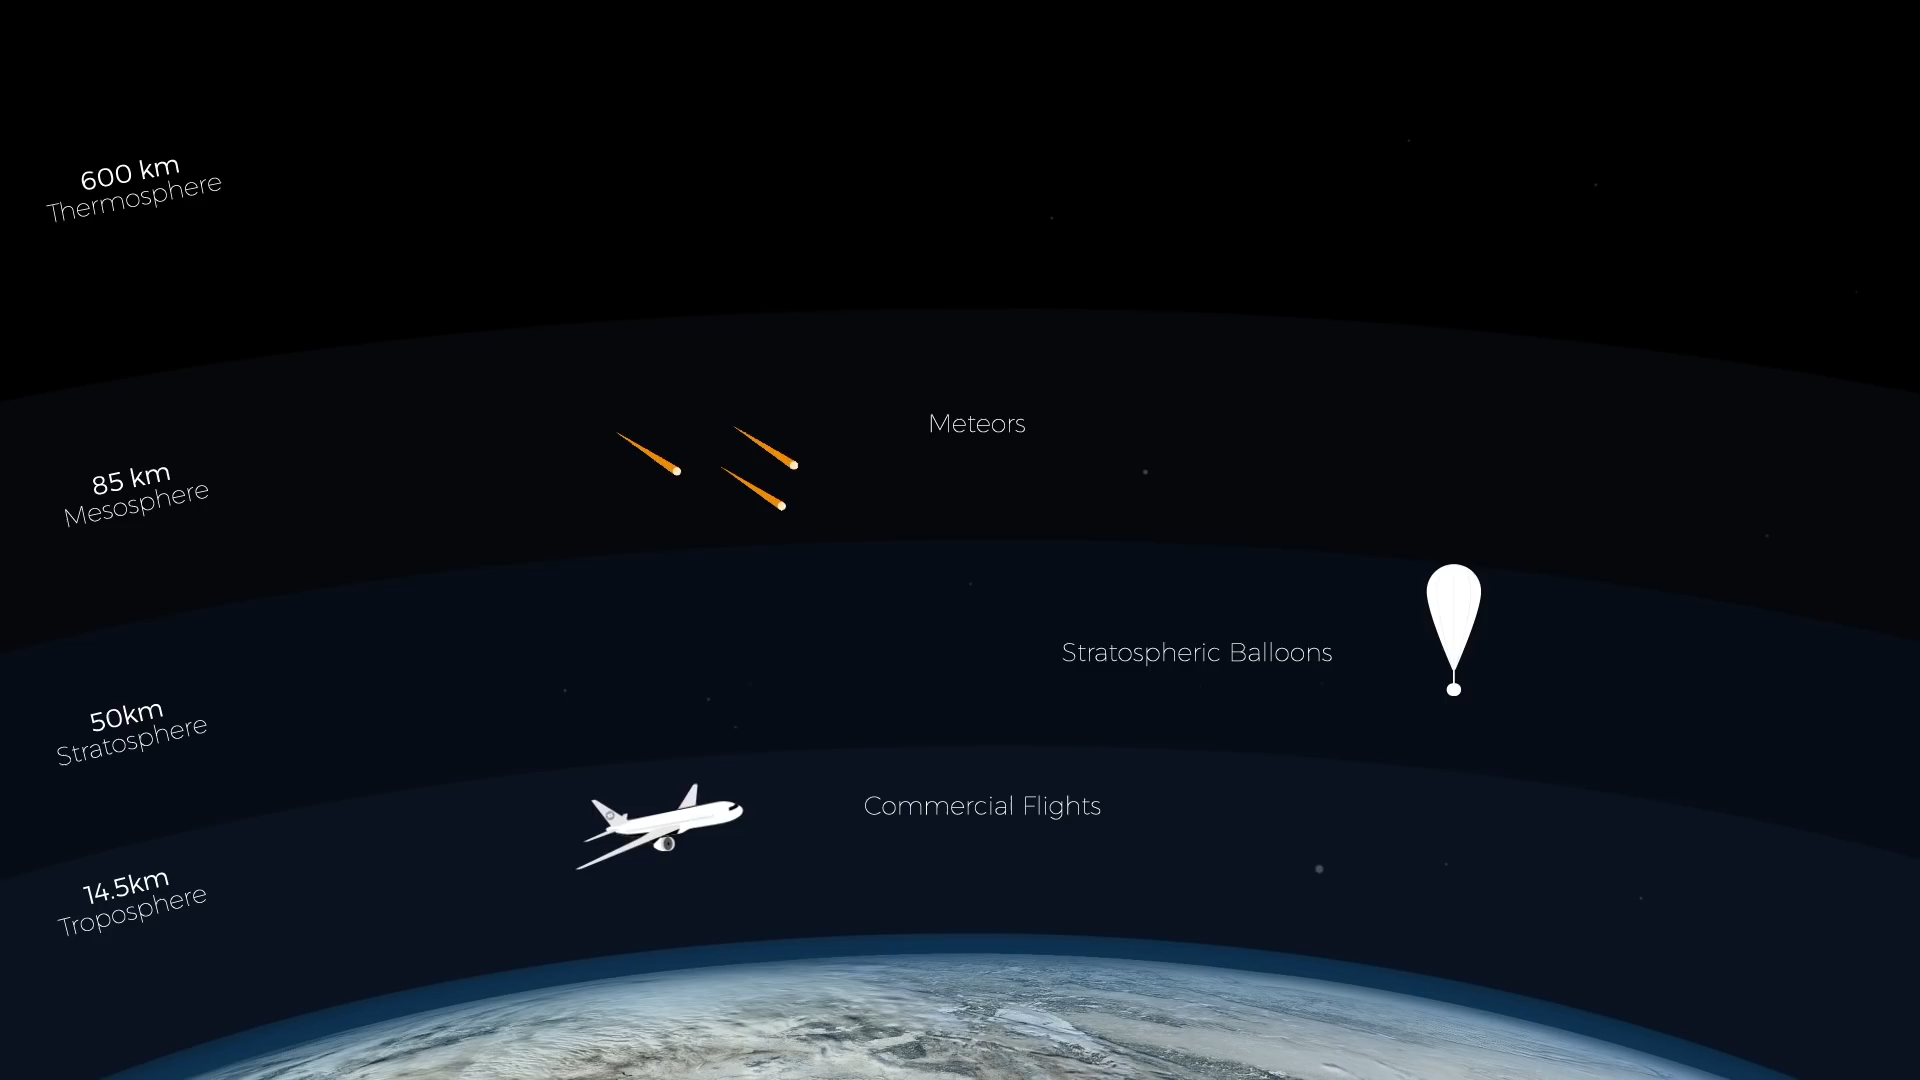 600 km
Thermosphere
Meteors
85 km
Mesosphere
Stratospheric Balloons
50km
Stratosphere
Commercial Flights
14.5km
Troposphere